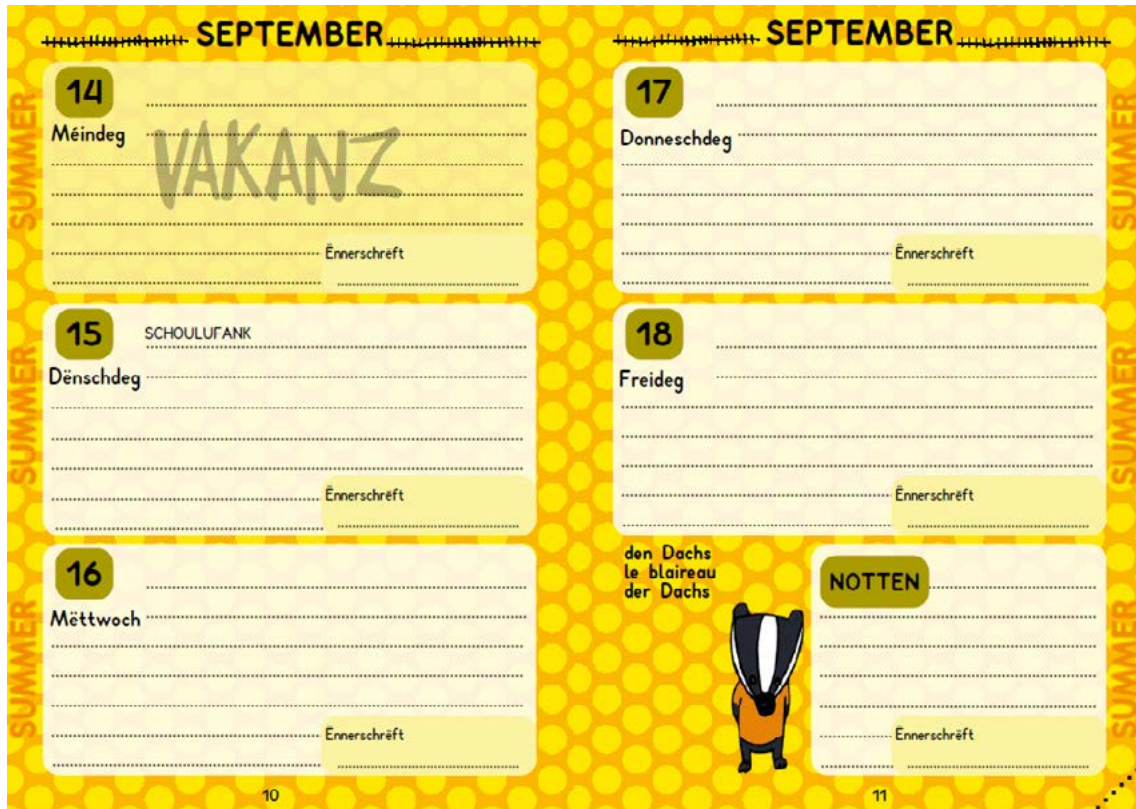 SEPTEMBER
SUMMER
SUMMER
SUMMER
14
Méindeg
VAKANZ
Ënnerschrëft
15
SCHOULUFANK
Dënschdeg
Ënnerschrëft
16
Mëttwoch
Ënnerschrëft
10
SEPTEMBER
17
Donneschdeg
Ënnerschrëft
18
Freideg
Ënnerschrëft
den Dachs
le blaireau
der Dachs
NOTTEN
Ënnerschrëft
SUMMER
SUMMER
SUMMER
11